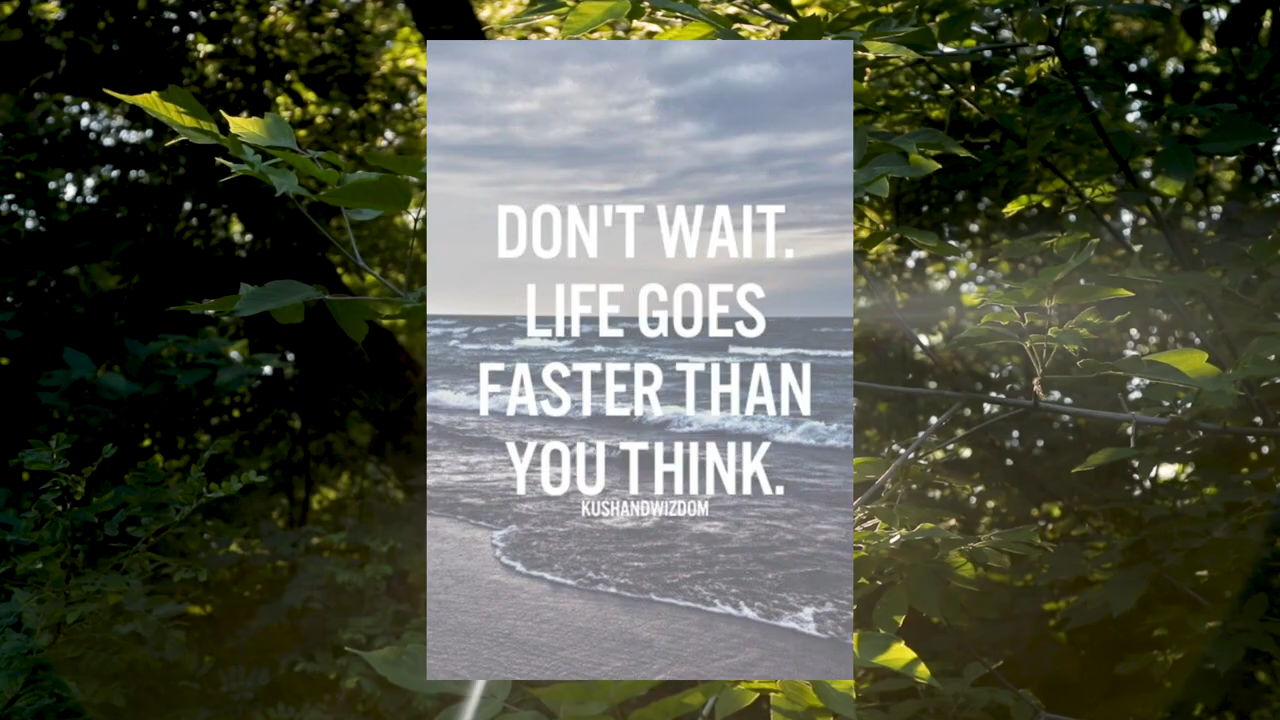 DON'T WAIT.
LIFE GOES
FASTER THAN
YOU THINK.
KUSHANDWIZDOM